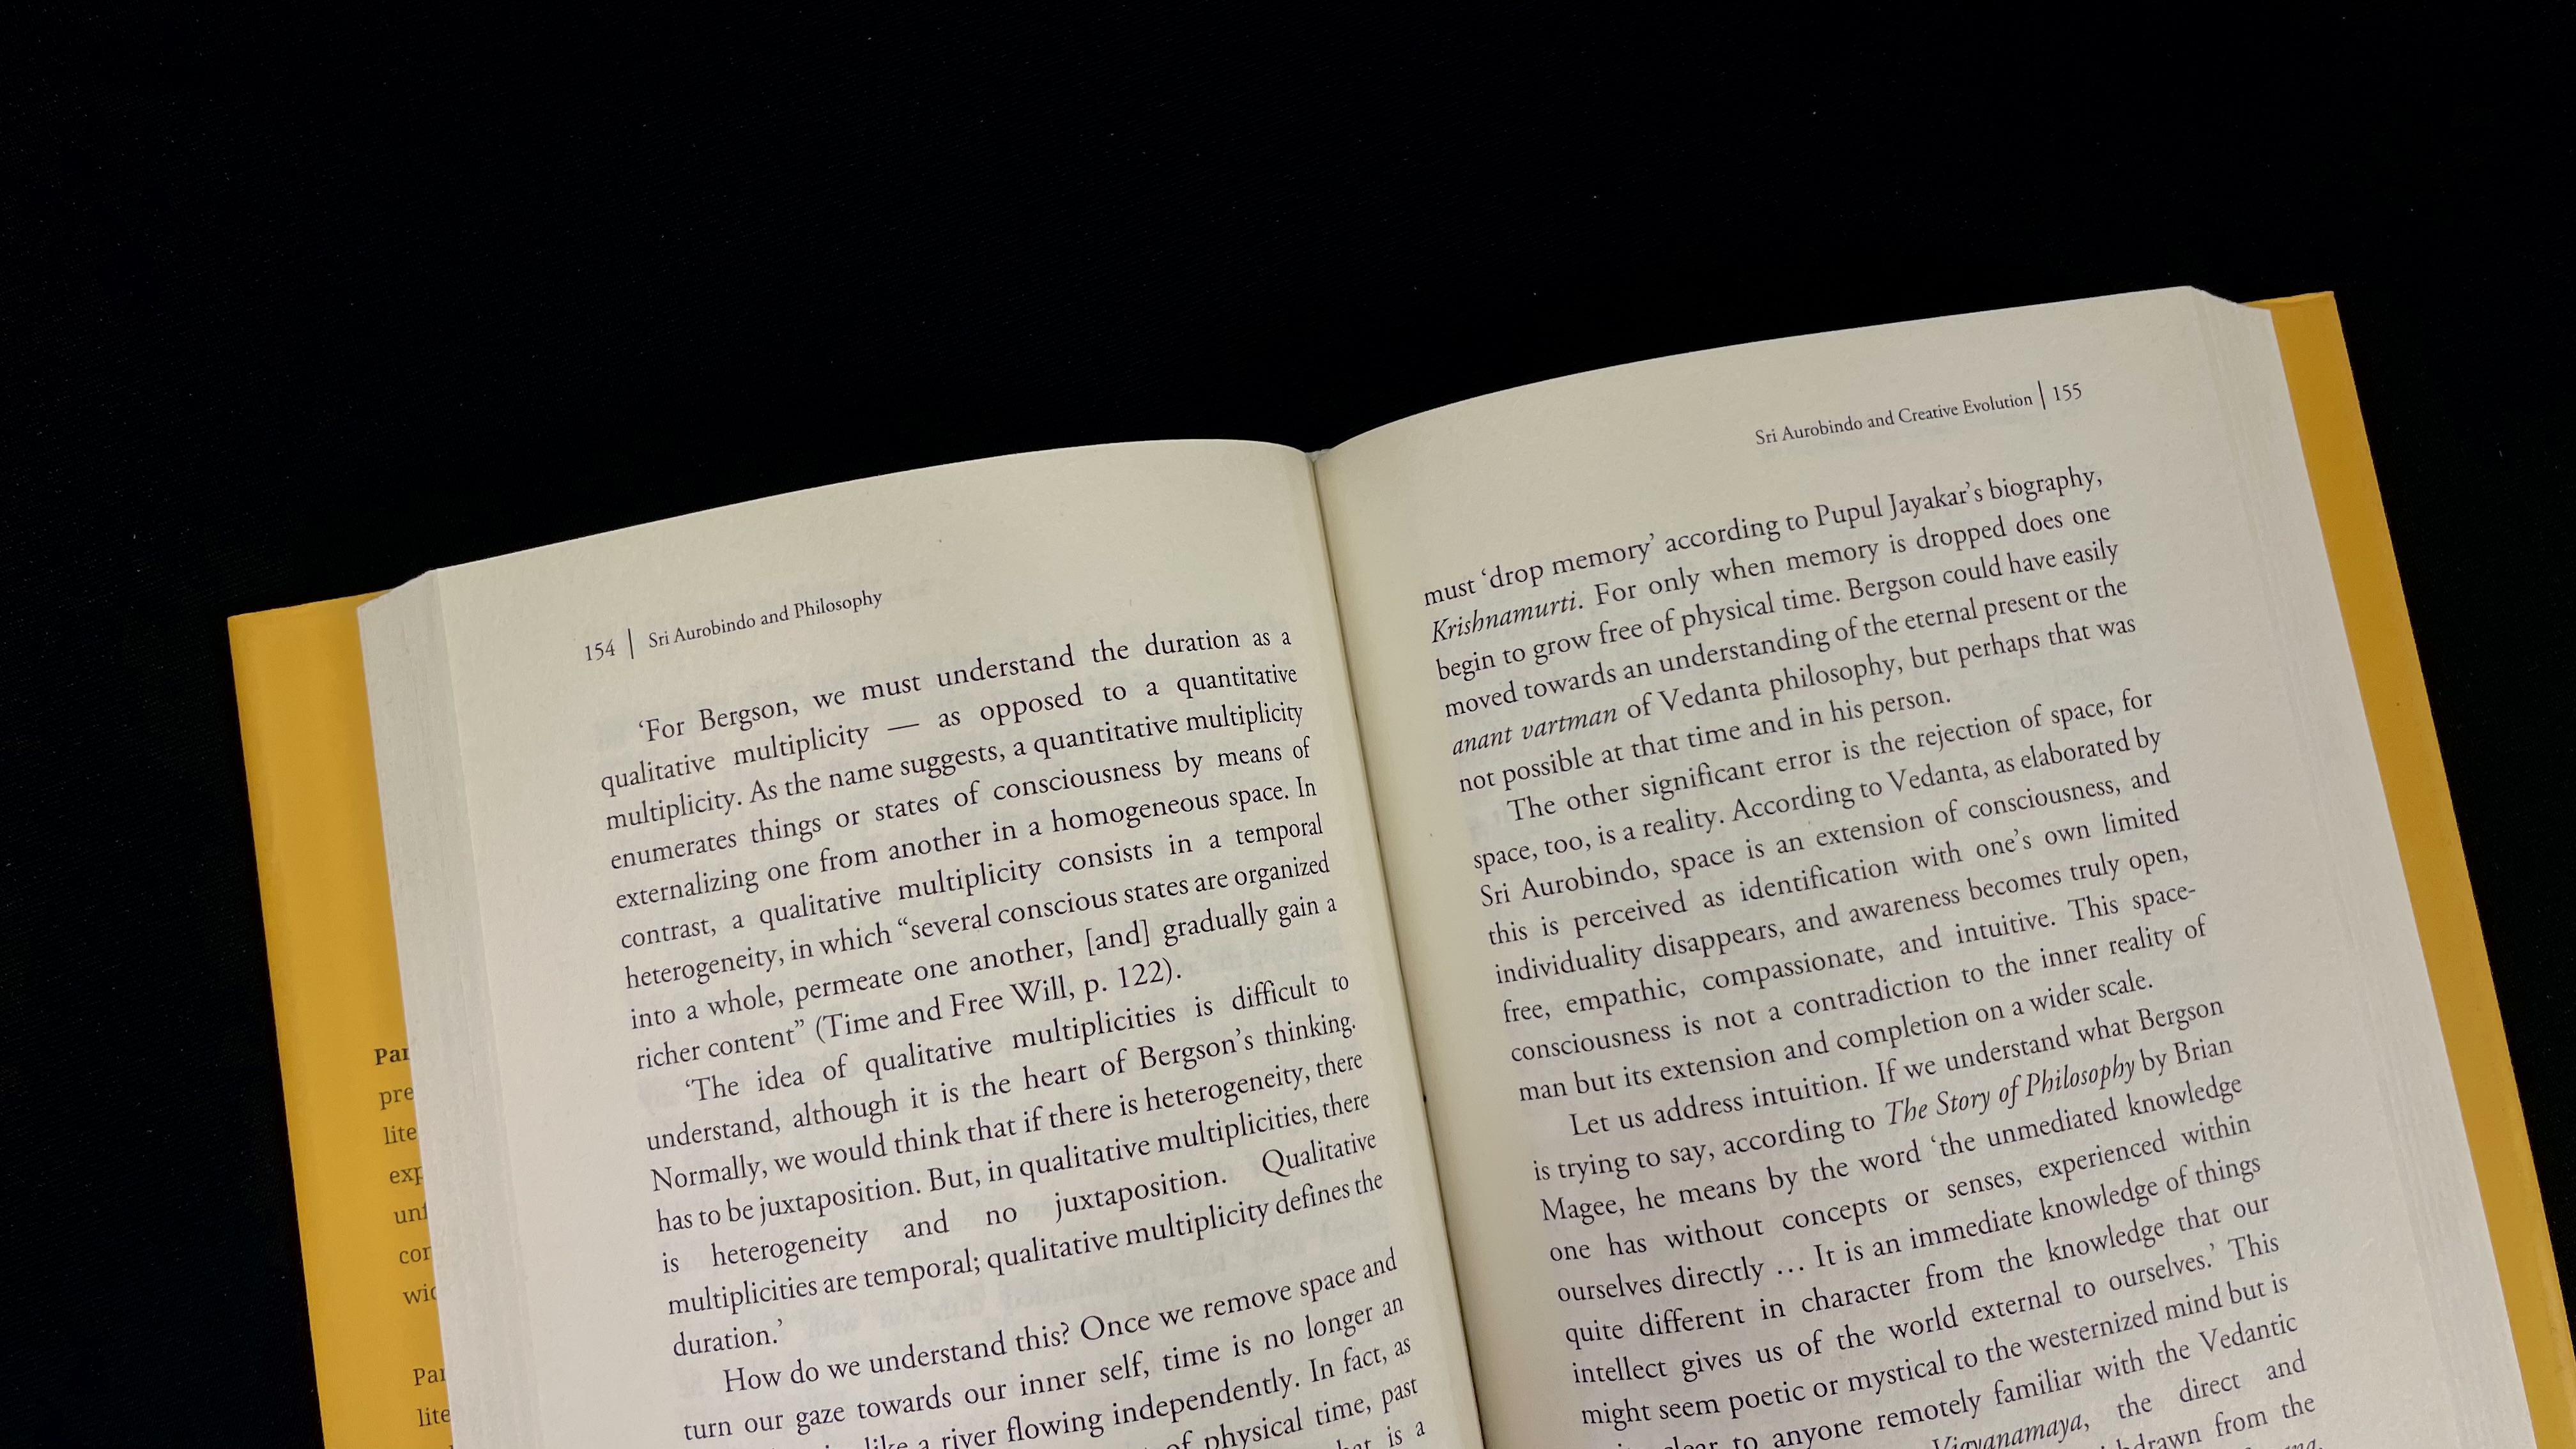 154 | Sri Aurobindo and Philosophy
‘For Bergson, we must understand the duration as a
qualitative multiplicity — as opposed to a quantitative
multiplicity. As the name suggests, a quantitative multiplicity
enumerates things or states of consciousness by means of
externalizing one from another in a homogeneous space. In
contrast, a qualitative multiplicity consists in a temporal
heterogeneity, in which “several conscious states are organized
into a whole, permeate one another, [and] gradually gain a
richer content” (Time and Free Will, p. 122).
‘The idea of qualitative multiplicities is difficult to
understand, although it is the heart of Bergson’s thinking.
Normally, we would think that if there is heterogeneity, there
has to be juxtaposition. But, in qualitative multiplicities, there
is heterogeneity and no juxtaposition. Qualitative
multiplicities are temporal; qualitative multiplicity defines the
duration.’
How do we understand this? Once we remove space and
turn our gaze towards our inner self, time is no longer an
like a river flowing independently. In fact, as
of physical time, past
is a
Sri Aurobindo and Creative Evolution | 155
must ‘drop memory’ according to Pupul Jayakar’s biography,
Krishnamurti. For only when memory is dropped does one
begin to grow free of physical time. Bergson could have easily
moved towards an understanding of the eternal present or the
anant vartman of Vedanta philosophy, but perhaps that was
not possible at that time and in his person.
The other significant error is the rejection of space, for
space, too, is a reality. According to Vedanta, as elaborated by
Sri Aurobindo, space is an extension of consciousness, and
this is perceived as identification with one’s own limited
individuality disappears, and awareness becomes truly open,
free, empathic, compassionate, and intuitive. This space-
consciousness is not a contradiction to the inner reality of
man but its extension and completion on a wider scale.
Let us address intuition. If we understand what Bergson
is trying to say, according to The Story of Philosophy by Brian
Magee, he means by the word ‘the unmediated knowledge
one has without concepts or senses, experienced within
ourselves directly … It is an immediate knowledge of things
quite different in character from the knowledge that our
intellect gives us of the world external to ourselves.’ This
might seem poetic or mystical to the westernized mind but is
to anyone remotely familiar with the Vedantic
Vigyanamaya, the direct and
from the
Par
pre
lite
exp
con
Par
lite